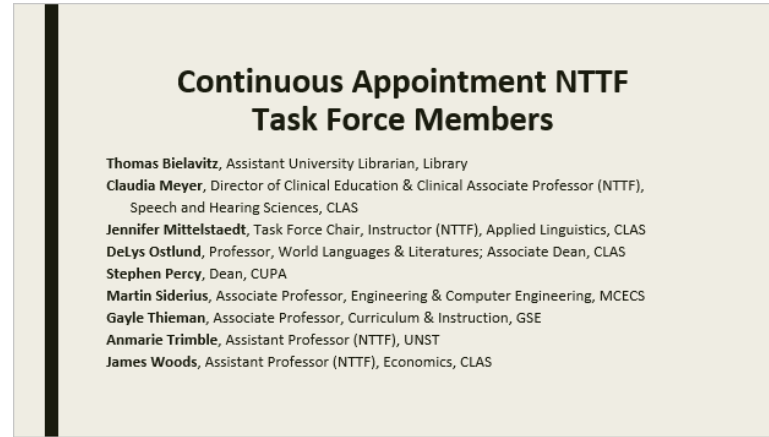 Continuous Appointment NTTF
Task Force Members
Thomas Bielavitz, Assistant University Librarian, Library
Claudia Meyer, Director of Clinical Education & Clinical Associate Professor (NTTF),
Speech and Hearing Sciences, CLAS
Jennifer Mittelstaedt, Task Force Chair, Instructor (NTTF), Applied Linguistics, CLAS
DeLys Ostlund, Professor, World Languages & Literatures; Associate Dean, CLAS
Stephen Percy, Dean, CUPA
Martin Siderius, Associate Professor, Engineering & Computer Engineering, MCECS
Gayle Thieman, Associate Professor, Curriculum & Instruction, GSE
Anmarie Trimble, Assistant Professor (NTTF), UNST
James Woods, Assistant Professor (NTTF), Economics, CLAS